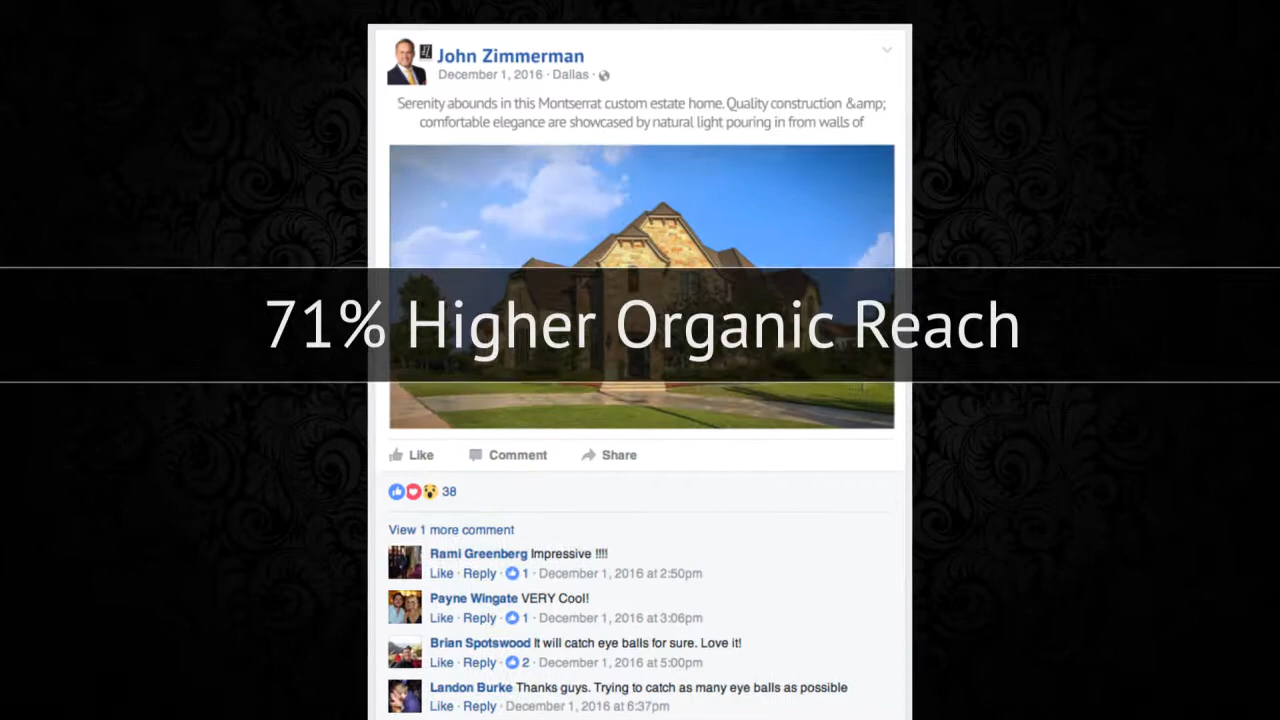 John Zimmerman
December 1, 2016 · Dallas ·
Serenity abounds in this Montserrat custom estate home. Quality construction &amp;
comfortable elegance are showcased by natural light pouring in from walls of
71% Higher Organic Reach
Like Comment Share
38
View 1 more comment
Rami Greenberg Impressive !!!!
Like · Reply · 1 · December 1, 2016 at 2:50pm
Payne Wingate VERY Cool!
Like · Reply · 1 · December 1, 2016 at 3:06pm
Brian Spotswood It will catch eye balls for sure. Love it!
Like · Reply · 2 · December 1, 2016 at 5:00pm
Landon Burke Thanks guys. Trying to catch as many eye balls as possible
Like · Reply · December 1, 2016 at 6:37pm